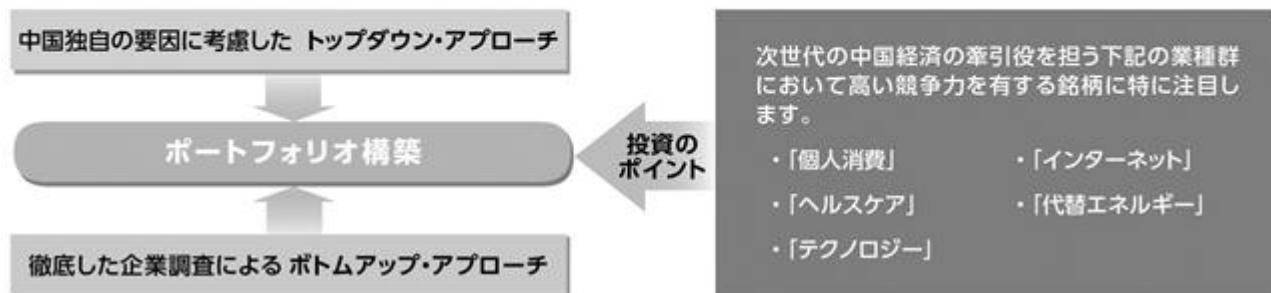 中国独自の要因に考慮した トップダウン・アプローチ
ポートフォリオ構築
徹底した企業調査による ボトムアップ・アプローチ
投資の
ポイント
次世代の中国経済の牽引役を担う下記の業種群
において高い競争力を有する銘柄に特に注目し
ます。
・「個人消費」
・「インターネット」
・「ヘルスケア」
・「代替エネルギー」
・「テクノロジー」